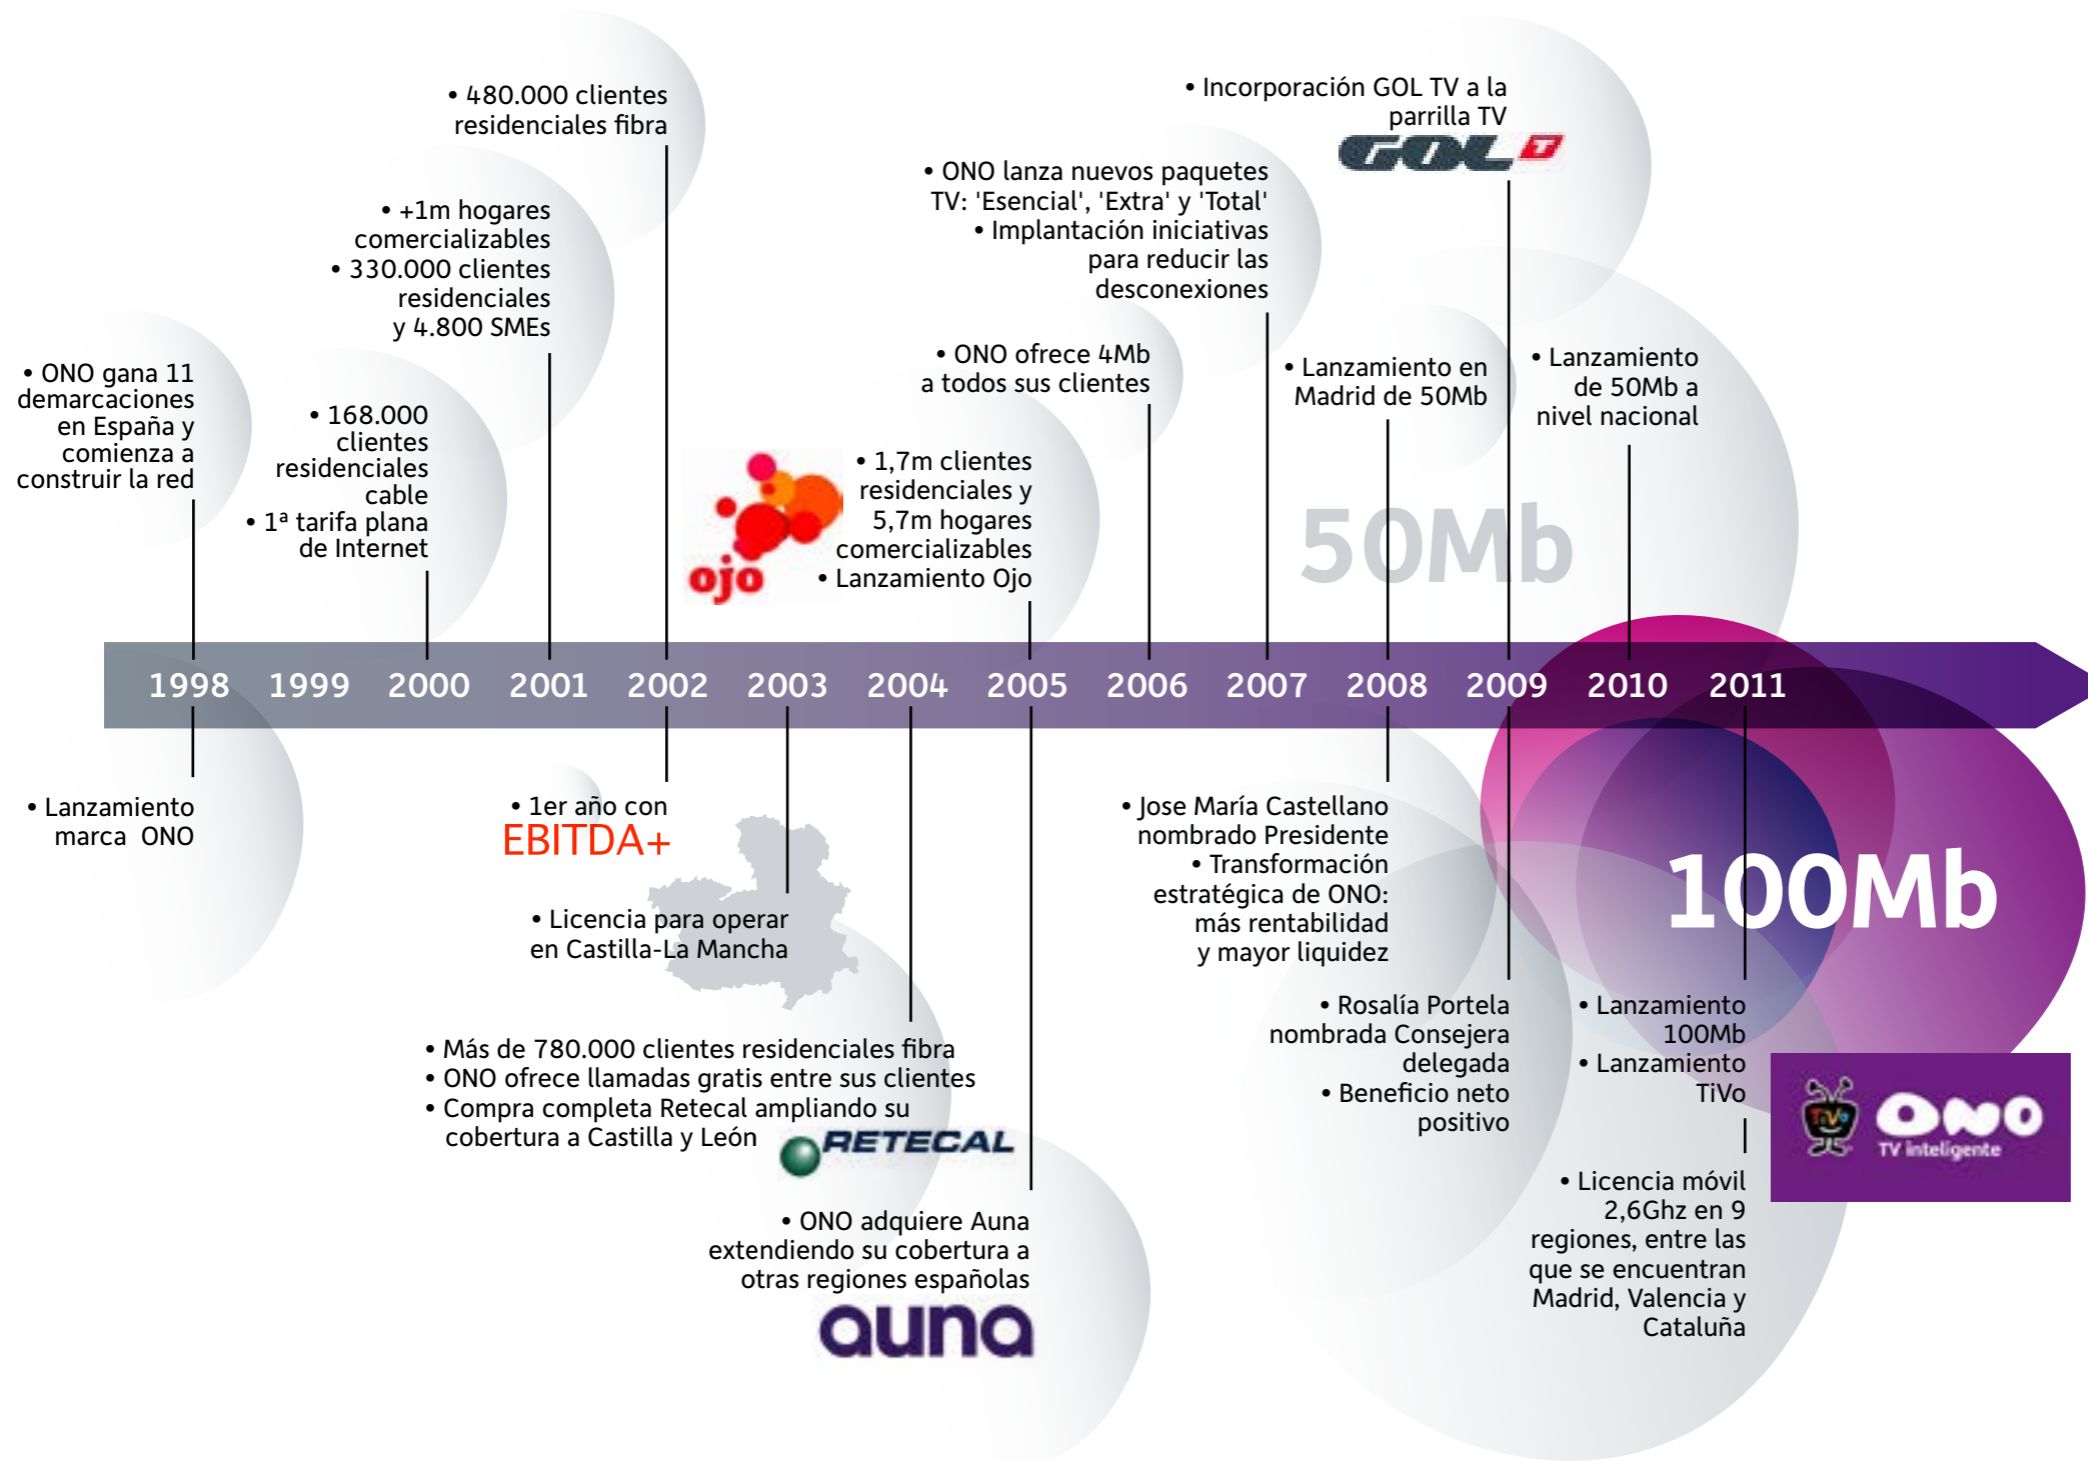 • 480.000 clientes
residenciales fibra
• Incorporación GOL TV a la
parrilla TV
GOL T
• ONO lanza nuevos paquetes
TV: 'Esencial', 'Extra' y 'Total'
• Implantación iniciativas
para reducir las
desconexiones
• +1m hogares
comercializables
• 330.000 clientes
residenciales
y 4.800 SMEs
• ONO gana 11
demarcaciones
en España y
comienza a
construir la red
• 168.000
clientes
residenciales
cable
• 1ª tarifa plana
de Internet
• ONO ofrece 4Mb
a todos sus clientes
• Lanzamiento en
Madrid de 50Mb
• Lanzamiento
de 50Mb a
nivel nacional
ojo
• 1,7m clientes
residenciales y
5,7m hogares
comercializables
• Lanzamiento Ojo
50Mb
1998 1999 2000 2001 2002 2003 2004 2005 2006 2007 2008 2009 2010 2011
• Lanzamiento
marca ONO
• 1er año con
EBITDA+
• Licencia para operar
en Castilla-La Mancha
• Más de 780.000 clientes residenciales fibra
• ONO ofrece llamadas gratis entre sus clientes
• Compra completa Retecal ampliando su
cobertura a Castilla y León
RETECAL
• ONO adquiere Auna
extendiendo su cobertura a
otras regiones españolas
auna
• Jose María Castellano
nombrado Presidente
• Transformación
estratégica de ONO:
más rentabilidad
y mayor liquidez
• Rosalía Portela
nombrada Consejera
delegada
• Beneficio neto
positivo
100Mb
• Lanzamiento
100Mb
• Lanzamiento
TiVo
TiVo
ONO
TV inteligente
• Licencia móvil
2,6Ghz en 9
regiones, entre las
que se encuentran
Madrid, Valencia y
Cataluña